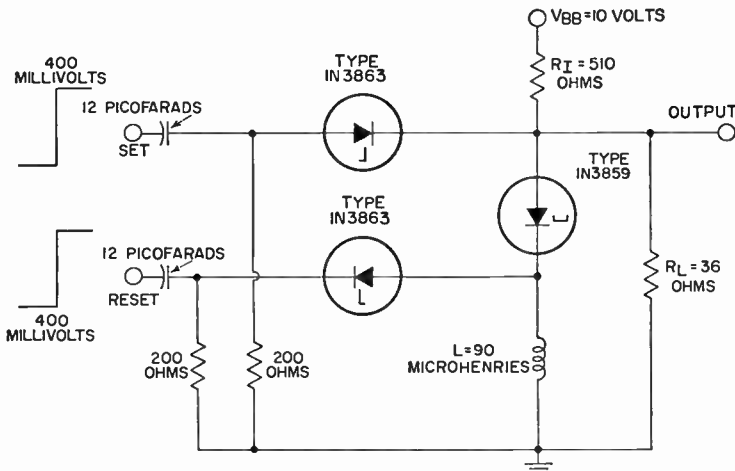 VBB=10 VOLTS
400
MILLIVOLTS
TYPE
IN3863
RI=510
OHMS
12 PICOFARADS
OUTPUT
SET
TYPE
IN3859
TYPE
IN3863
12 PICOFARADS
RESET
RL=36
OHMS
400
MILLIVOLTS
200
OHMS
200
OHMS
L=90
MICROHENRIES